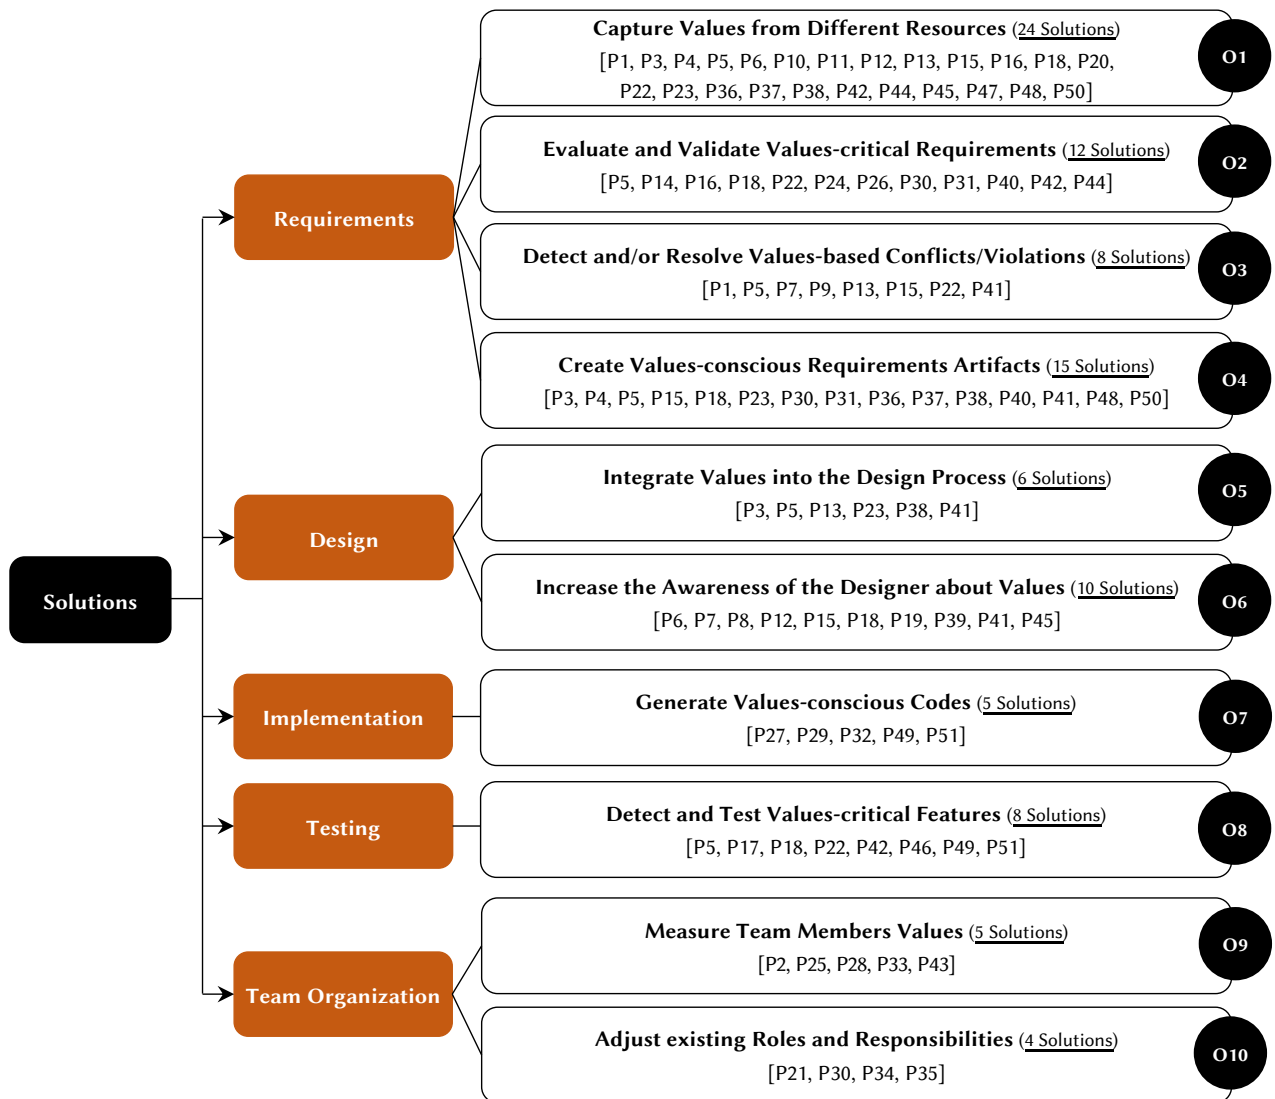 Solutions
Requirements
Capture Values from Different Resources (24 Solutions)
[P1, P3, P4, P5, P6, P10, P11, P12, P13, P15, P16, P18, P20,
P22, P23, P36, P37, P38, P42, P44, P45, P47, P48, P50]
O1
Evaluate and Validate Values-critical Requirements (12 Solutions)
[P5, P14, P16, P18, P22, P24, P26, P30, P31, P40, P42, P44]
O2
Detect and/or Resolve Values-based Conflicts/Violations (8 Solutions)
[P1, P5, P7, P9, P13, P15, P22, P41]
O3
Create Values-conscious Requirements Artifacts (15 Solutions)
[P3, P4, P5, P15, P18, P23, P30, P31, P36, P37, P38, P40, P41, P48, P50]
O4
Design
Integrate Values into the Design Process (6 Solutions)
[P3, P5, P13, P23, P38, P41]
O5
Increase the Awareness of the Designer about Values (10 Solutions)
[P6, P7, P8, P12, P15, P18, P19, P39, P41, P45]
O6
Implementation
Generate Values-conscious Codes (5 Solutions)
[P27, P29, P32, P49, P51]
O7
Testing
Detect and Test Values-critical Features (8 Solutions)
[P5, P17, P18, P22, P42, P46, P49, P51]
O8
Team Organization
Measure Team Members Values (5 Solutions)
[P2, P25, P28, P33, P43]
O9
Adjust existing Roles and Responsibilities (4 Solutions)
[P21, P30, P34, P35]
O10